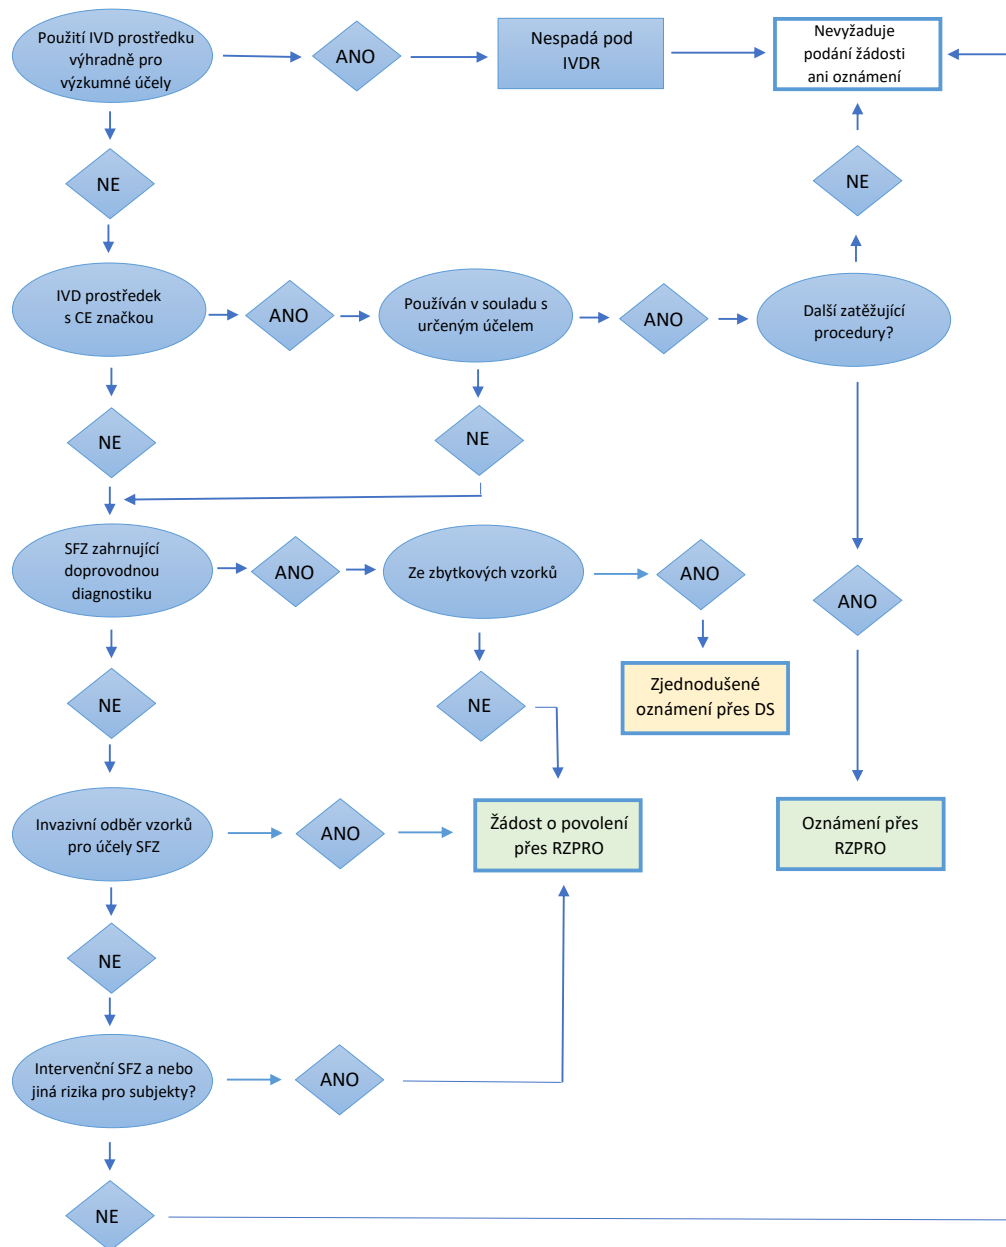 Použití IVD prostředku
výhradně pro
výzkumné účely
ANO
Nespadá pod
IVDR
Nevyžaduje
podání žádosti
ani oznámení
NE
NE
IVD prostředek
s CE značkou
ANO
Používán v souladu s
určeným účelem
ANO
Další zatěžující
procedury?
NE
NE
SFZ zahrnující
doprovodnou
diagnostiku
ANO
Ze zbytkových vzorků
ANO
ANO
NE
NE
Zjednodušené
oznámení přes DS
Invazivní odběr vzorků
pro účely SFZ
ANO
Žádost o povolení
přes RZPRO
Oznámení přes
RZPRO
NE
Intervenční SFZ a nebo
jiná rizika pro subjekty?
ANO
NE